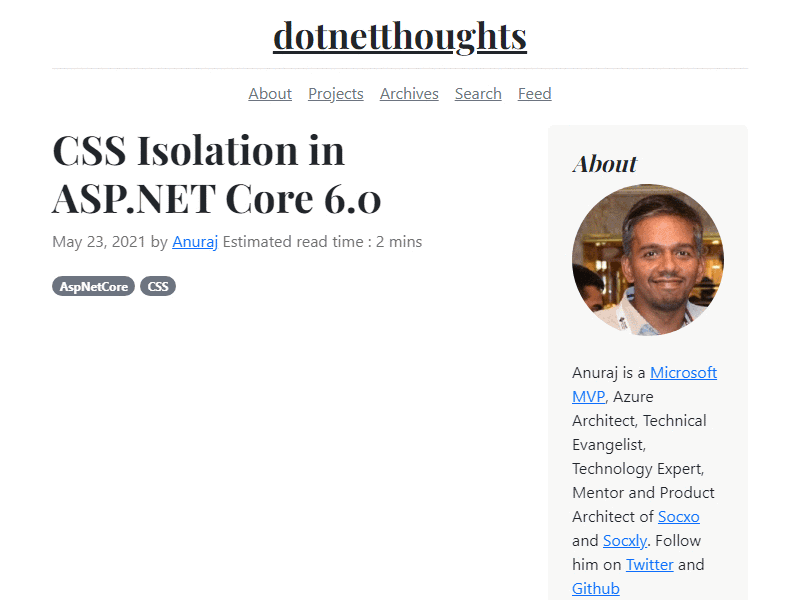 dotnetthoughts
About Projects Archives Search Feed
CSS Isolation in
ASP.NET Core 6.0
May 23, 2021 by Anuraj Estimated read time : 2 mins
AspNetCore CSS
About
Anuraj is a Microsoft
MVP, Azure
Architect, Technical
Evangelist,
Technology Expert,
Mentor and Product
Architect of Socxo
and Socxly. Follow
him on Twitter and
Github